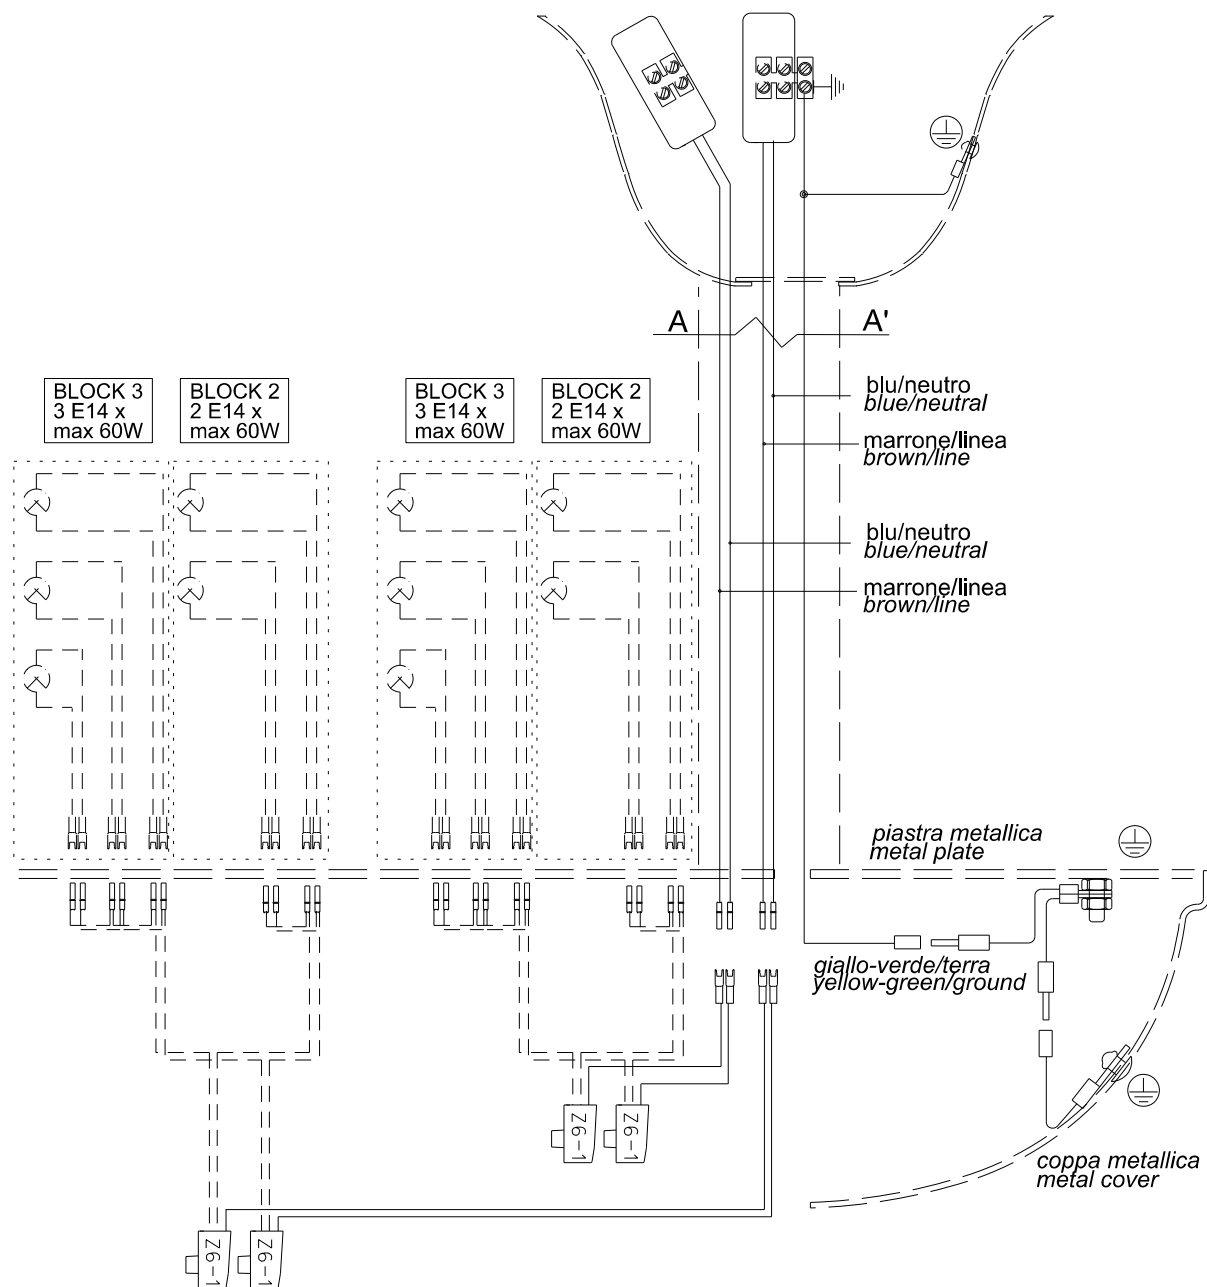 A
A'
BLOCK 3
3 E14 x
max 60W
BLOCK 2
2 E14 x
max 60W
BLOCK 3
3 E14 x
max 60W
BLOCK 2
2 E14 x
max 60W
blu/neutro
blue/neutral
marrone/linea
brown/line
blu/neutro
blue/neutral
marrone/linea
brown/line
piastra metallica
metal plate
giallo-verde/terra
yellow-green/ground
Z6-1
Z6-1
coppa metallica
metal cover
Z6-1
Z6-1